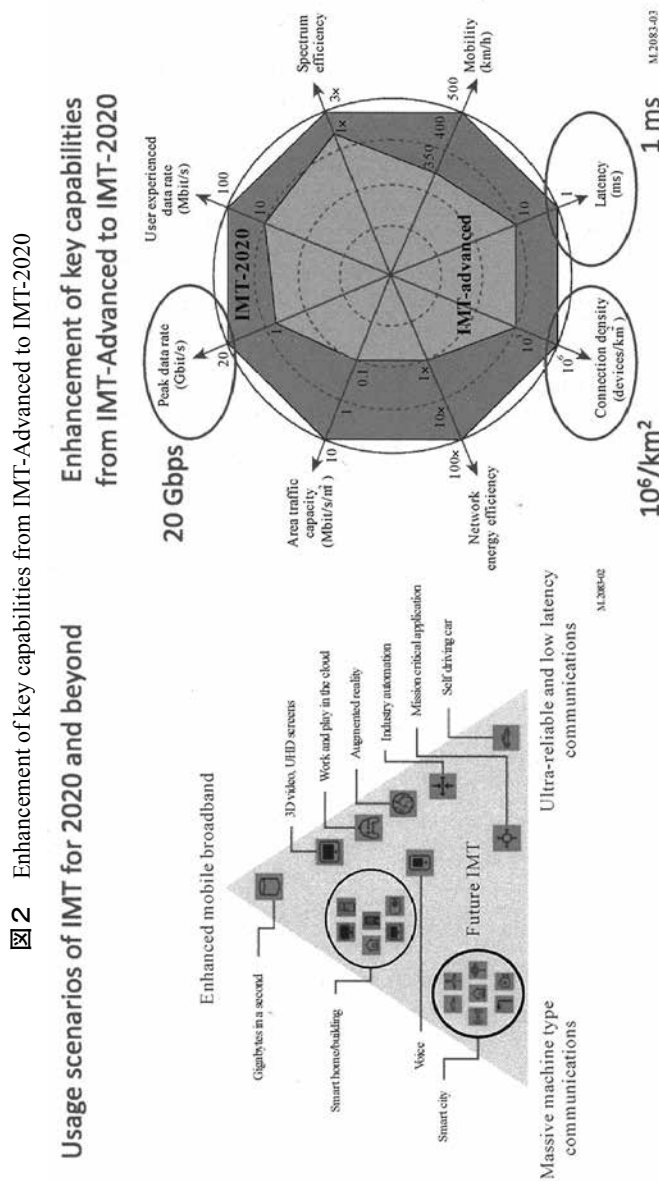 図2 Enhancement of key capabilities from IMT-Advanced to IMT-2020
Usage scenarios of IMT for 2020 and beyond
Enhanced mobile broadband
Gigabytes in a second
3D video, UHD screens
Work and play in the cloud
Augmented reality
Industry automation
Mission critical application
Self driving car
Smart home/building
Voice
Smart city
Future IMT
Massive machine type
communications
Ultra-reliable and low latency
communications
M.2083-02
Enhancement of key capabilities
from IMT-Advanced to IMT-2020
20 Gbps
Peak data rate
(Gbit/s)
User experienced
data rate
(Mbit/s)
Spectrum
efficiency
Mobility
(km/h)
Latency
(ms)
Connection density
(devices/km²)
Network
energy efficiency
Area traffic
capacity
(Mbit/s/m²)
IMT-2020
IMT-advanced
20
1
100
10
3×
1×
500
400
350
1
10
10⁶
10⁵
100×
10×
1×
10
1
0.1
10⁶/km²
1 ms
M.2083-03